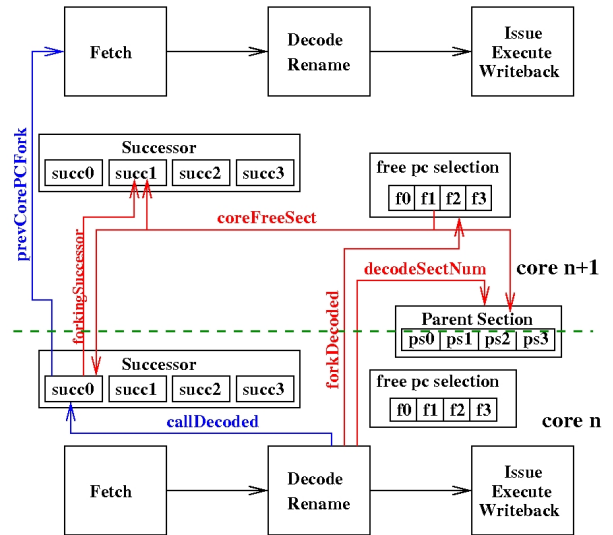 Fetch
Decode
Rename
Issue
Execute
Writeback
prevCorePCFork
Successor
succ0 succ1 succ2 succ3
free pc selection
f0 f1 f2 f3
coreFreeSect
forkingSuccessor
decodeSectNum
core n+1
forkDecoded
Parent Section
ps0 ps1 ps2 ps3
Successor
succ0 succ1 succ2 succ3
free pc selection
f0 f1 f2 f3
core n
callDecoded
Fetch
Decode
Rename
Issue
Execute
Writeback